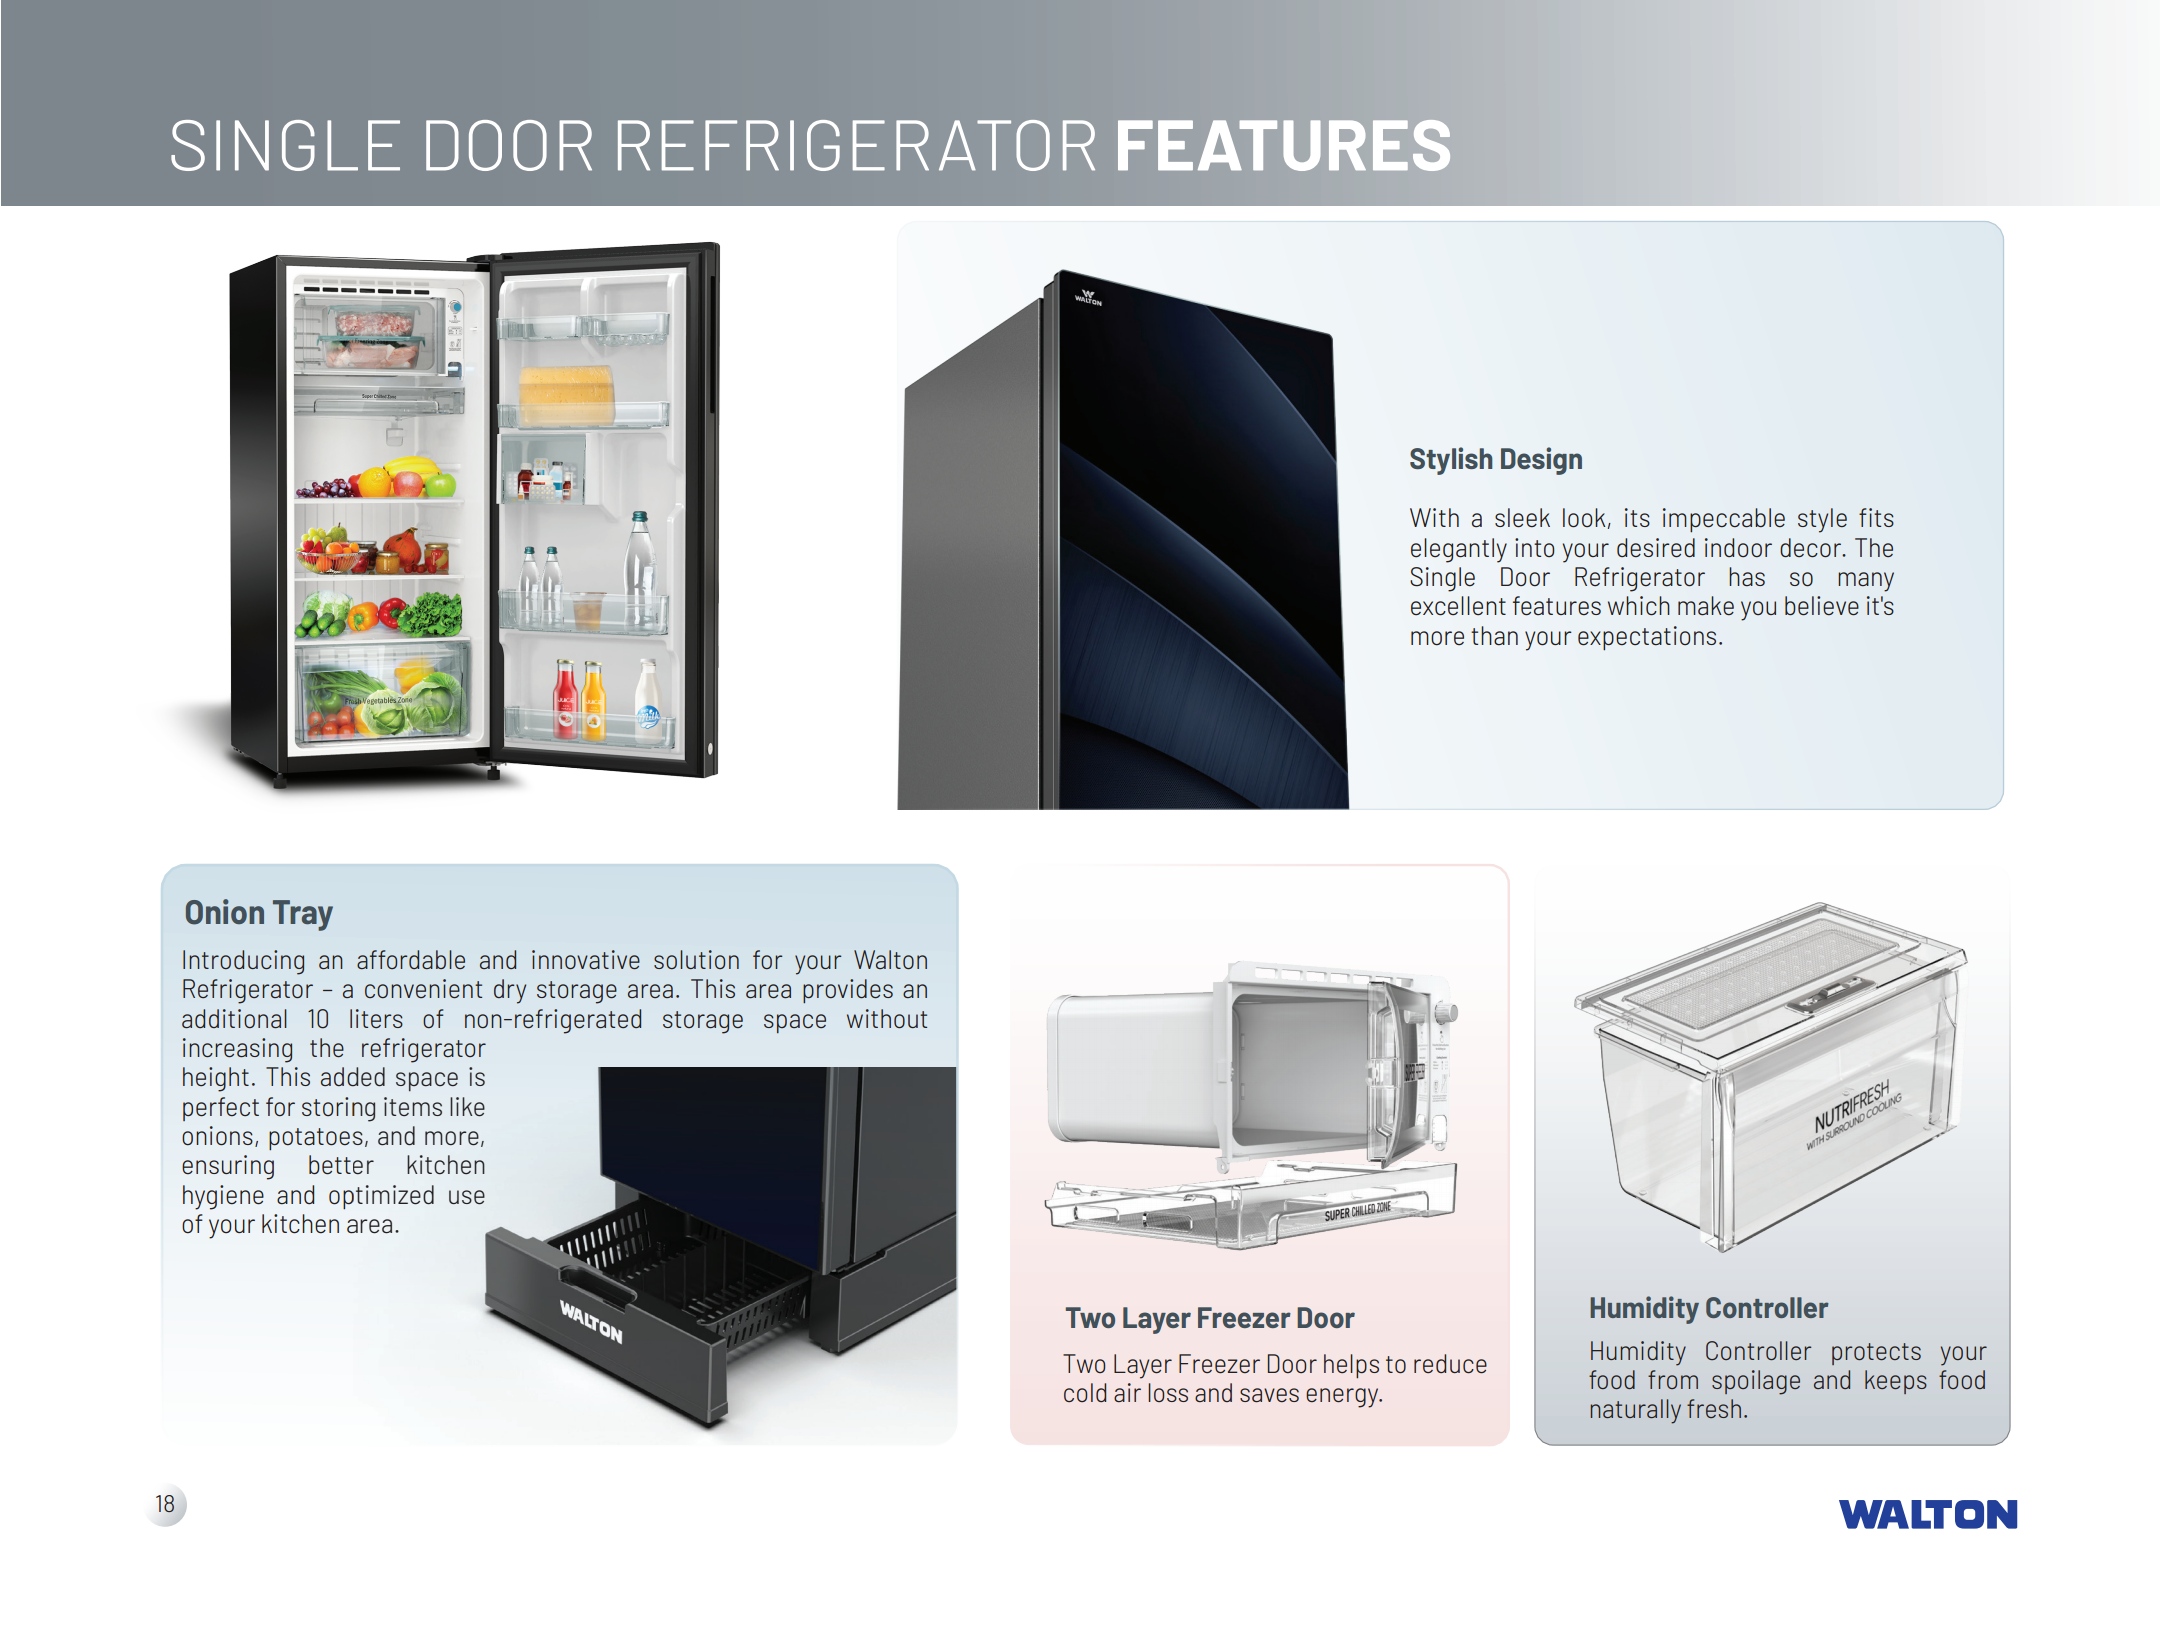 SINGLE DOOR REFRIGERATOR FEATURES
Super Chilled Zone
Fresh Vegetables Zone
JUICE
JUICE
WALTON
Stylish Design
With a sleek look, its impeccable style fits
elegantly into your desired indoor decor. The
Single Door Refrigerator has so many
excellent features which make you believe it's
more than your expectations.
Onion Tray
Introducing an affordable and innovative solution for your Walton
Refrigerator – a convenient dry storage area. This area provides an
additional 10 liters of non-refrigerated storage space without
increasing the refrigerator
height. This added space is
perfect for storing items like
onions, potatoes, and more,
ensuring better kitchen
hygiene and optimized use
of your kitchen area.
WALTON
SUPER CHILLED ZONE
Two Layer Freezer Door
Two Layer Freezer Door helps to reduce
cold air loss and saves energy.
NUTRIFRESH
WITH SURROUND COOLING
Humidity Controller
Humidity Controller protects your
food from spoilage and keeps food
naturally fresh.
18
WALTON